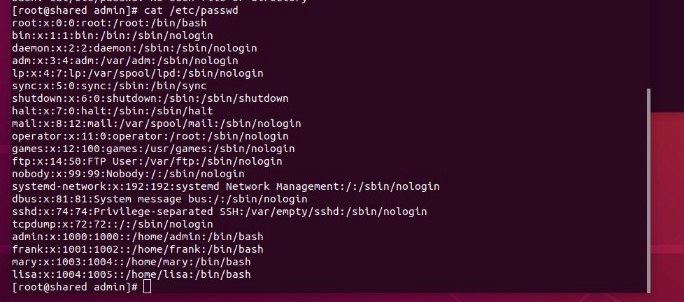 [root@shared admin]# cat /etc/passwd
root:x:0:0:root:/root:/bin/bash
bin:x:1:1:bin:/bin:/sbin/nologin
daemon:x:2:2:daemon:/sbin:/sbin/nologin
adm:x:3:4:adm:/var/adm:/sbin/nologin
lp:x:4:7:lp:/var/spool/lpd:/sbin/nologin
sync:x:5:0:sync:/sbin:/bin/sync
shutdown:x:6:0:shutdown:/sbin:/sbin/shutdown
halt:x:7:0:halt:/sbin:/sbin/halt
mail:x:8:12:mail:/var/spool/mail:/sbin/nologin
operator:x:11:0:operator:/root:/sbin/nologin
games:x:12:100:games:/usr/games:/sbin/nologin
ftp:x:14:50:FTP User:/var/ftp:/sbin/nologin
nobody:x:99:99:Nobody:/:/sbin/nologin
systemd-network:x:192:192:systemd Network Management:/:/sbin/nologin
dbus:x:81:81:System message bus:/:/sbin/nologin
sshd:x:74:74:Privilege-separated SSH:/var/empty/sshd:/sbin/nologin
tcpdump:x:72:72::/:/sbin/nologin
admin:x:1000:1000::/home/admin:/bin/bash
frank:x:1001:1002::/home/frank:/bin/bash
mary:x:1003:1004::/home/mary:/bin/bash
lisa:x:1004:1005::/home/lisa:/bin/bash
[root@shared admin]#